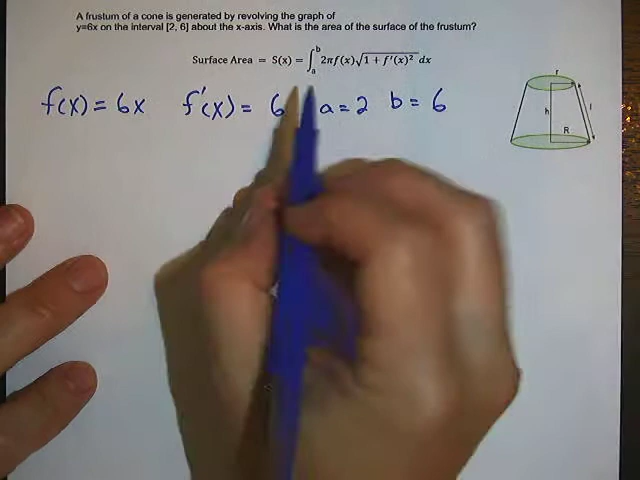 A frustum of a cone is generated by revolving the graph of
y=6x on the interval [2, 6] about the x-axis. What is the area of the surface of the frustum?
Surface Area = S(x) = ∫ₐᵇ 2πf(x)√(1 + f′(x)²) dx
f(x) = 6x f′(x) = 6 a = 2 b = 6
r
h
l
R